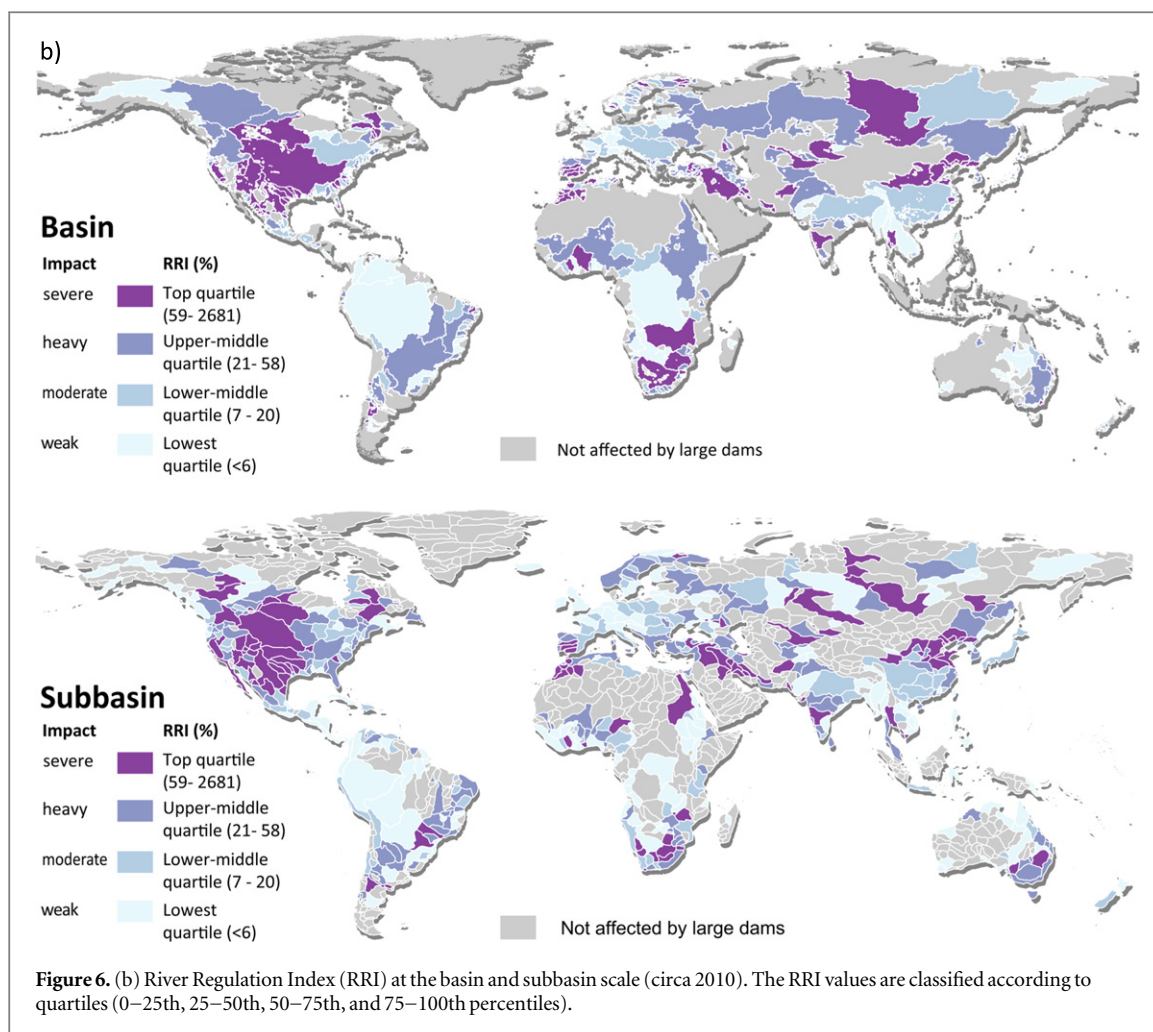 b)
Basin
Impact RRI (%)
severe Top quartile
(59- 2681)
heavy Upper-middle
quartile (21- 58)
moderate Lower-middle
quartile (7 - 20)
weak Lowest
quartile (<6)
Not affected by large dams
Subbasin
Impact RRI (%)
severe Top quartile
(59- 2681)
heavy Upper-middle
quartile (21- 58)
moderate Lower-middle
quartile (7 - 20)
weak Lowest
quartile (<6)
Not affected by large dams
Figure 6. (b) River Regulation Index (RRI) at the basin and subbasin scale (circa 2010). The RRI values are classified according to
quartiles (0−25th, 25−50th, 50−75th, and 75−100th percentiles).